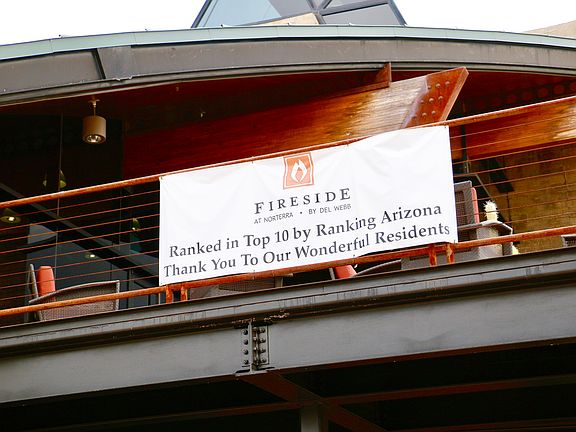 FIRESIDE
AT NORTERRA • BY DEL WEBB
Ranked in Top 10 by Ranking Arizona
Thank You To Our Wonderful Residents